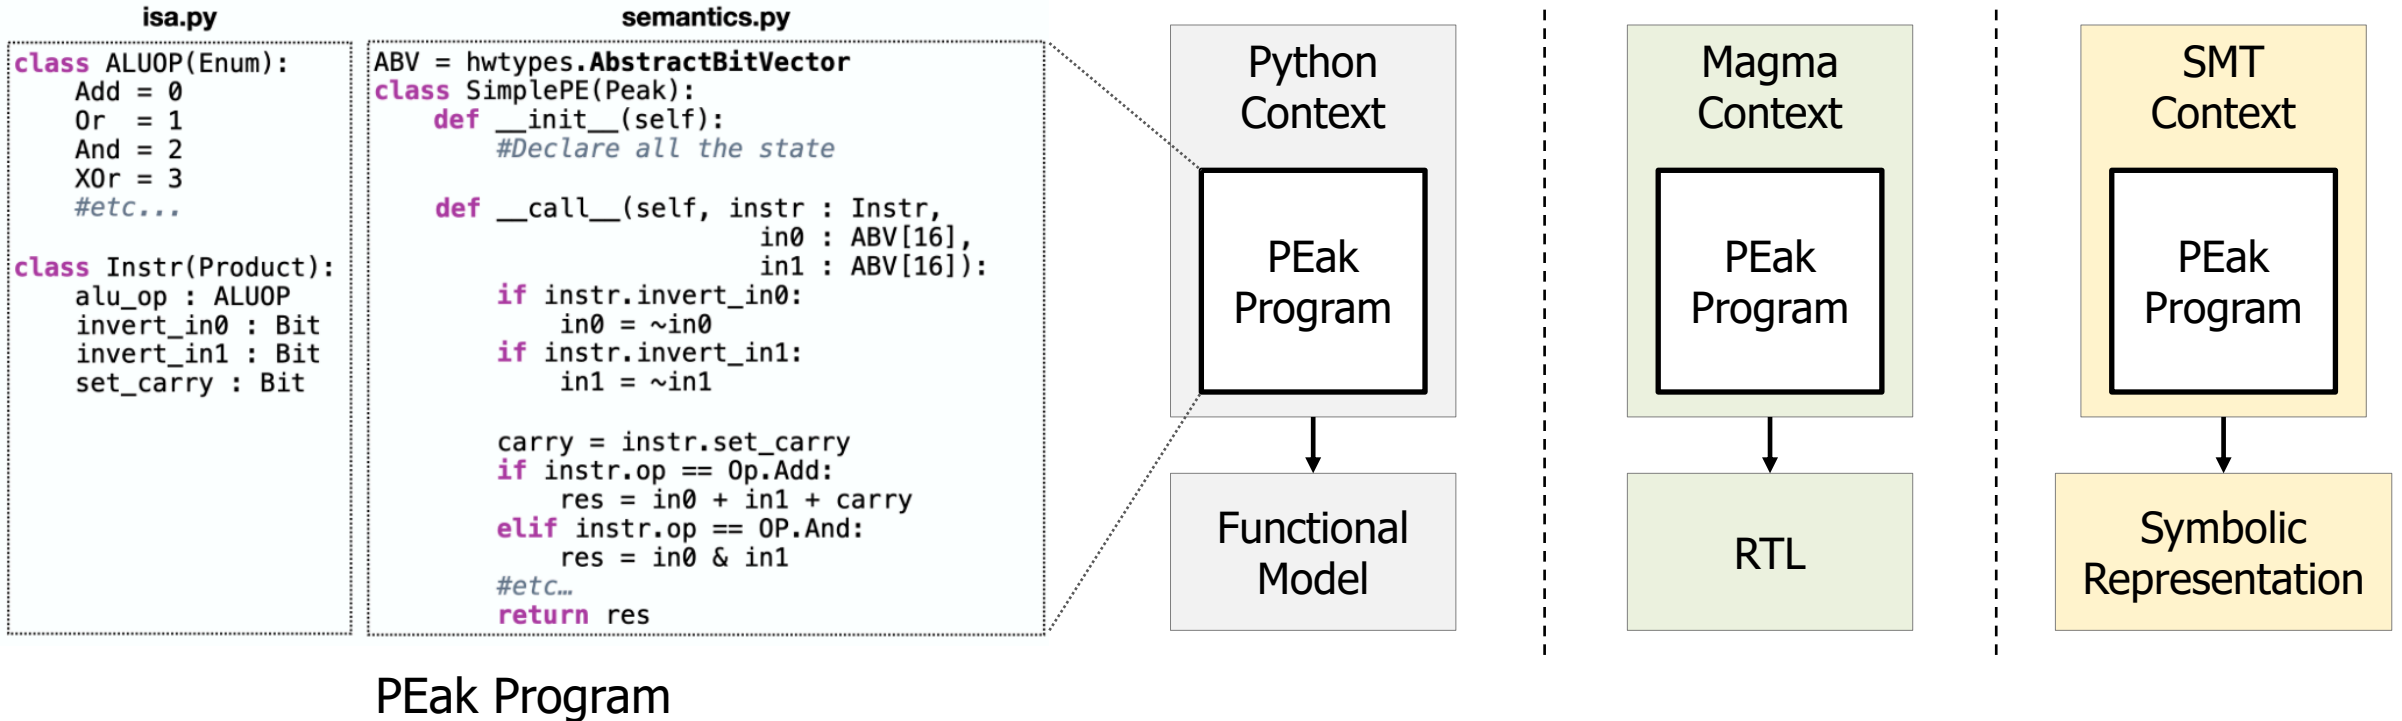 isa.py
class ALUOP(Enum):
    Add = 0
    Or  = 1
    And = 2
    XOr = 3
    #etc...
class Instr(Product):
    alu_op : ALUOP
    invert_in0 : Bit
    invert_in1 : Bit
    set_carry : Bit
semantics.py
ABV = hwtypes.AbstractBitVector
class SimplePE(Peak):
    def __init__(self):
        #Declare all the state
    def __call__(self, instr : Instr,
                         in0 : ABV[16],
                         in1 : ABV[16]):
        if instr.invert_in0:
            in0 = ~in0
        if instr.invert_in1:
            in1 = ~in1
        carry = instr.set_carry
        if instr.op == Op.Add:
            res = in0 + in1 + carry
        elif instr.op == OP.And:
            res = in0 & in1
        #etc…
        return res
PEak Program
Python
Context
PEak
Program
Functional
Model
Magma
Context
PEak
Program
RTL
SMT
Context
PEak
Program
Symbolic
Representation